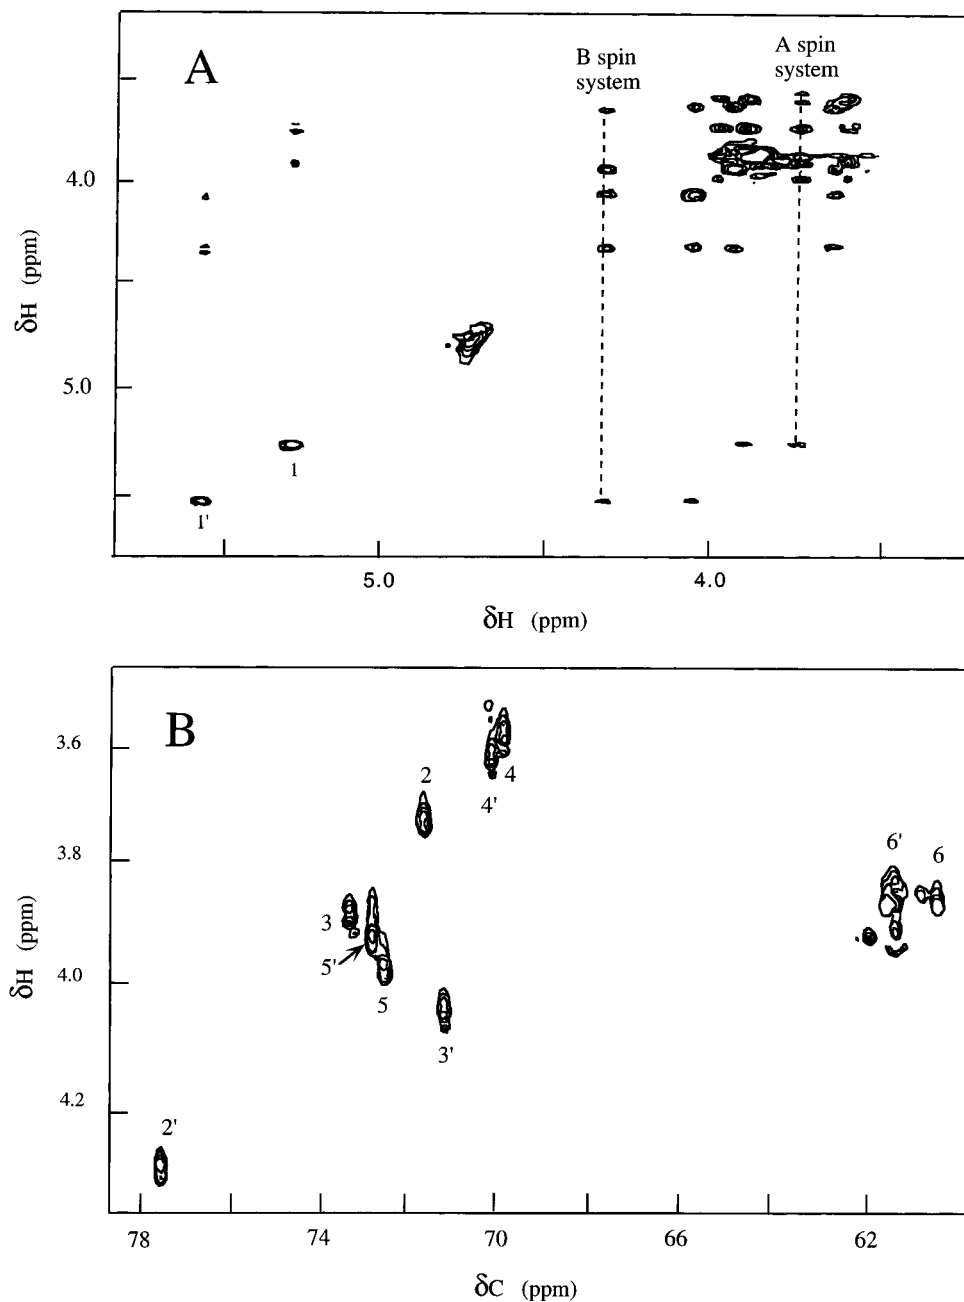 A
B spin
system
A spin
system
4.0
5.0
δH (ppm)
1
1'
5.0
4.0
δH (ppm)
B
3.6
3.8
4.0
4.2
δH (ppm)
2
4
4'
6'
6
3
5'
5
3'
2'
78
74
70
66
62
δC (ppm)